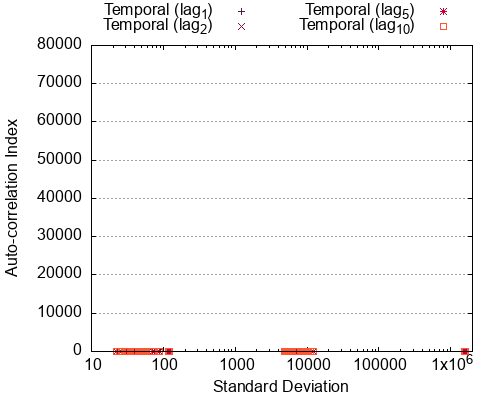 Temporal (lag1) Temporal (lag5)
Temporal (lag2) Temporal (lag10)
80000
70000
60000
50000
40000
30000
20000
10000
0
Auto-correlation Index
10 100 1000 10000 100000 1x10^6
Standard Deviation